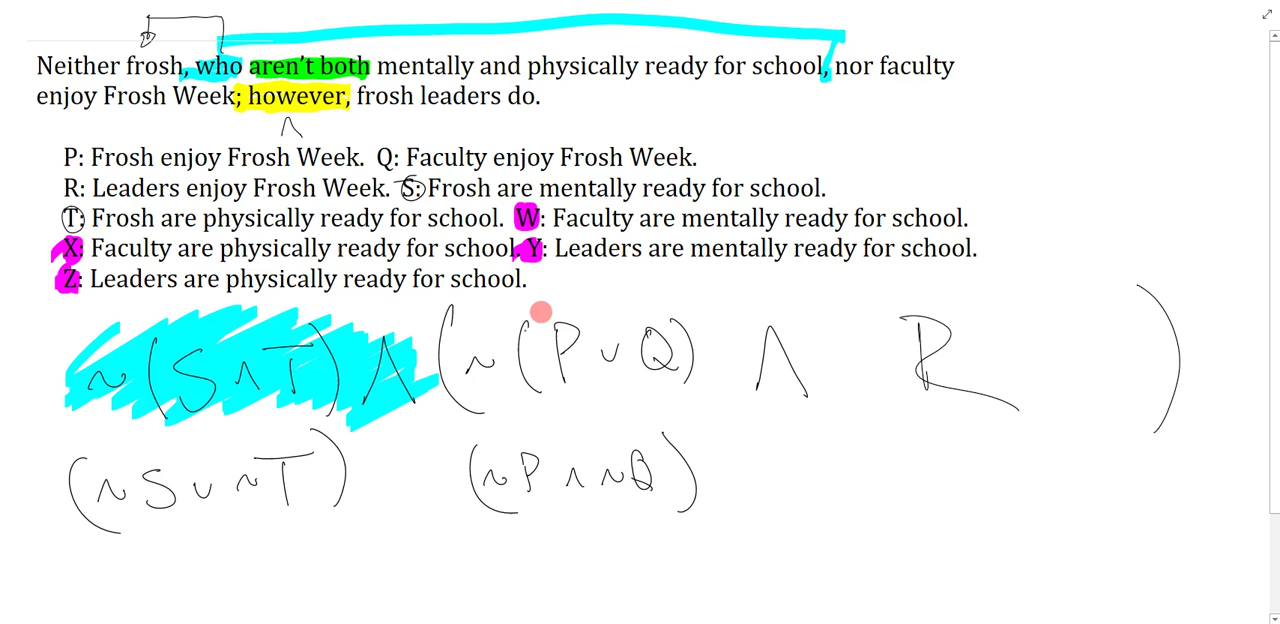 Neither frosh, who aren't both mentally and physically ready for school, nor faculty
enjoy Frosh Week; however, frosh leaders do.
∧
P: Frosh enjoy Frosh Week. Q: Faculty enjoy Frosh Week.
R: Leaders enjoy Frosh Week. S: Frosh are mentally ready for school.
T: Frosh are physically ready for school. W: Faculty are mentally ready for school.
X: Faculty are physically ready for school. Y: Leaders are mentally ready for school.
Z: Leaders are physically ready for school.
~(S∧T)∧(~(P∨Q) ∧ R)
(~S∨~T) (~P∧~Q)